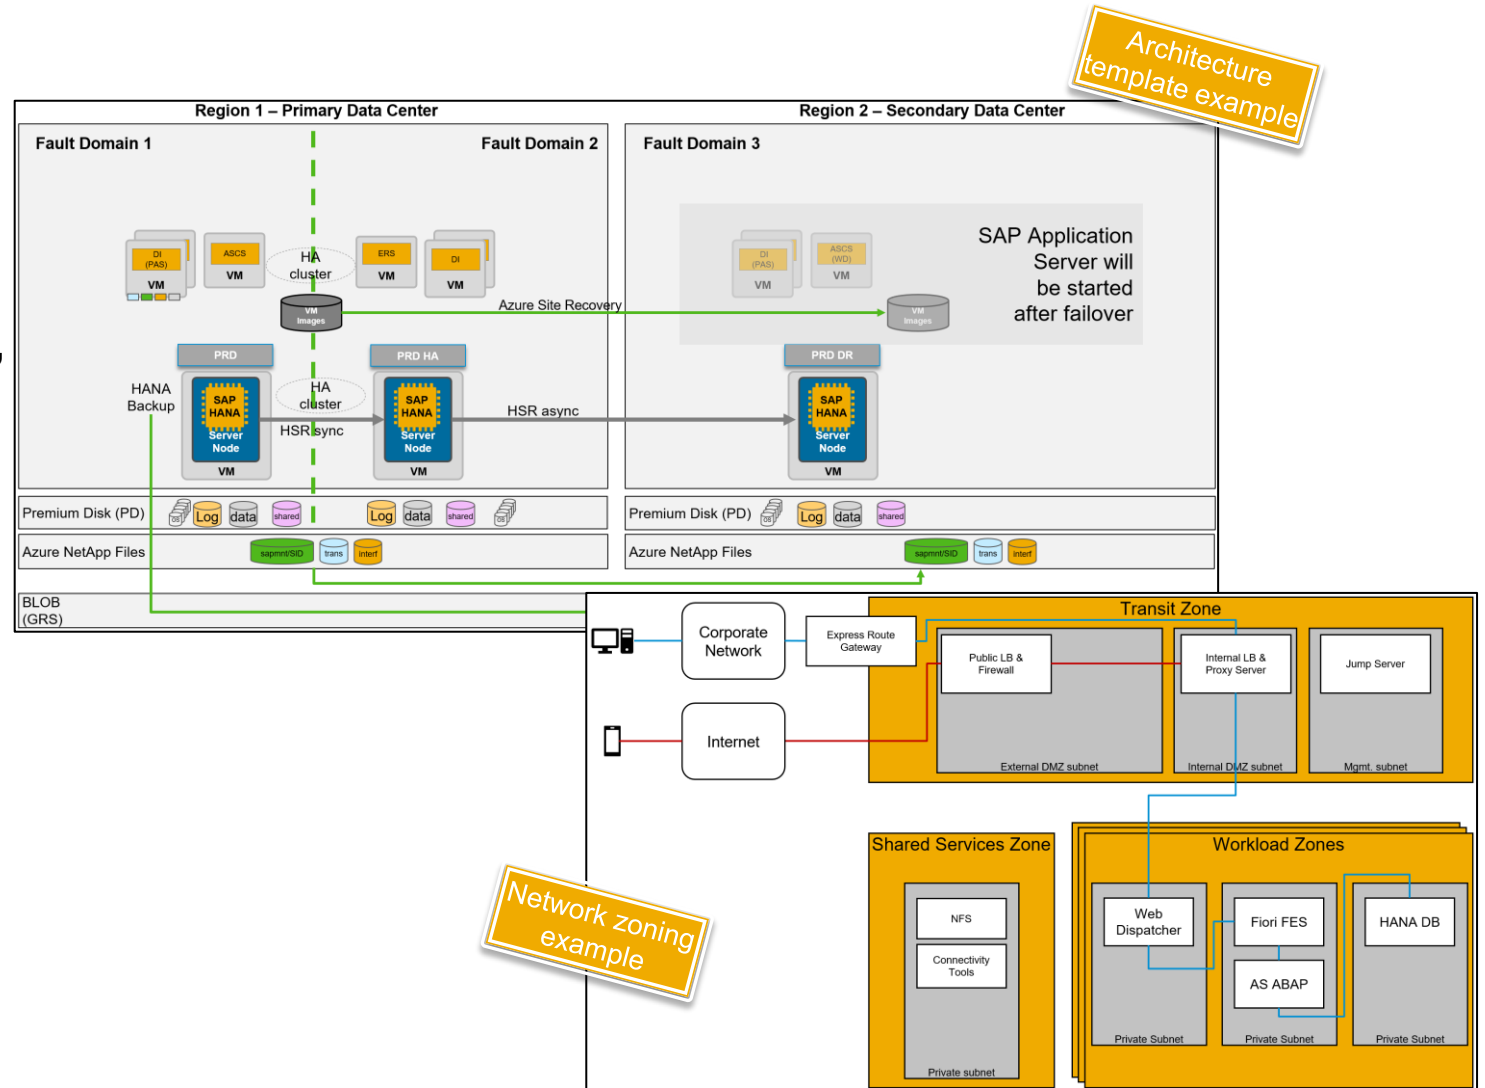 Architecture
template example
Region 1 – Primary Data Center
Region 2 – Secondary Data Center
Fault Domain 1
Fault Domain 2
Fault Domain 3
DI
(PAS)
VM
ASCS
VM
HA
cluster
ERS
VM
DI
VM
VM
Images
Azure Site Recovery
DI
(PAS)
VM
ASCS
(WD)
VM
VM
Images
SAP Application
Server will
be started
after failover
,
PRD
PRD HA
PRD DR
HANA
Backup
SAP
HANA
Server
Node
VM
HA
cluster
HSR sync
SAP
HANA
Server
Node
VM
HSR async
SAP
HANA
Server
Node
VM
Premium Disk (PD)
OS
Log
data
shared
Log
data
shared
OS
Premium Disk (PD)
OS
Log
data
shared
Azure NetApp Files
sapmnt/SID
trans
interf
Azure NetApp Files
sapmnt/SID
trans
interf
BLOB
(GRS)
Transit Zone
Corporate
Network
Express Route
Gateway
Public LB &
Firewall
Internal LB &
Proxy Server
Jump Server
Internet
External DMZ subnet
Internal DMZ subnet
Mgmt. subnet
Network zoning
example
Shared Services Zone
NFS
Connectivity
Tools
Private subnet
Workload Zones
Web
Dispatcher
Fiori FES
HANA DB
AS ABAP
Private Subnet
Private Subnet
Private Subnet